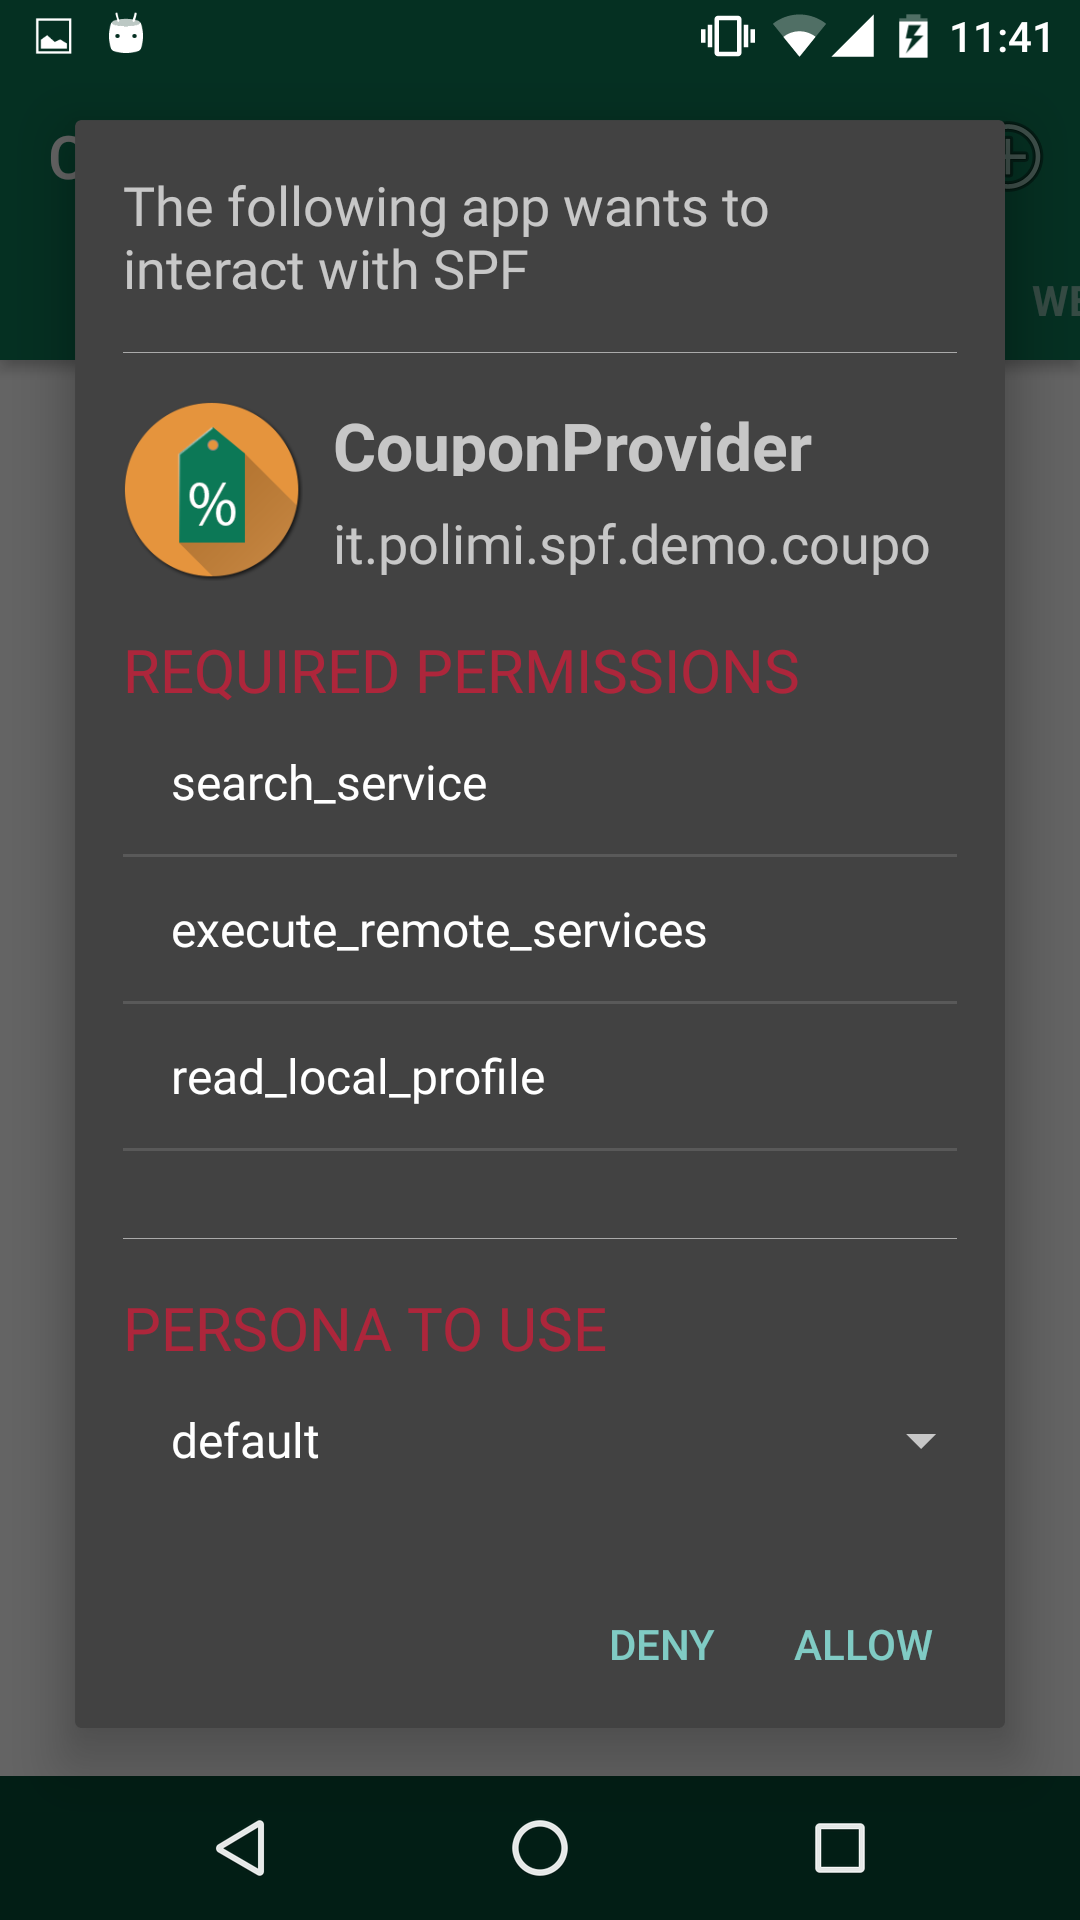 11:41
The following app wants to
interact with SPF
%
CouponProvider
it.polimi.spf.demo.coupo
REQUIRED PERMISSIONS
search_service
execute_remote_services
read_local_profile
PERSONA TO USE
default
DENY ALLOW